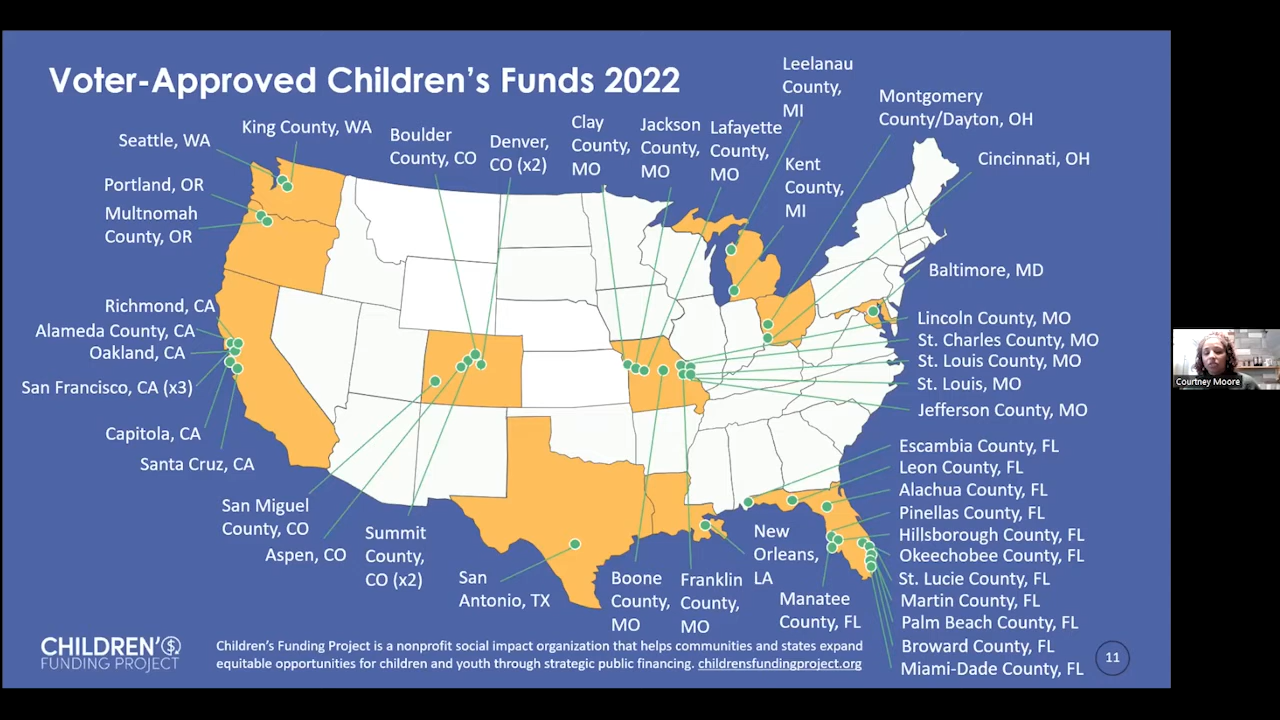 Voter-Approved Children's Funds 2022
Leelanau
County,
MI
Montgomery
County/Dayton, OH
Seattle, WA
King County, WA
Boulder
County, CO
Denver,
CO (x2)
Clay
County,
MO
Jackson
County,
MO
Lafayette
County,
MO
Kent
County,
MI
Cincinnati, OH
Portland, OR
Multnomah
County, OR
Baltimore, MD
Richmond, CA
Alameda County, CA
Oakland, CA
San Francisco, CA (x3)
Capitola, CA
Santa Cruz, CA
Lincoln County, MO
St. Charles County, MO
St. Louis County, MO
St. Louis, MO
Jefferson County, MO
Escambia County, FL
Leon County, FL
Alachua County, FL
Pinellas County, FL
Hillsborough County, FL
Okeechobee County, FL
St. Lucie County, FL
Martin County, FL
Palm Beach County, FL
Broward County, FL
Miami-Dade County, FL
San Miguel
County, CO
Aspen, CO
Summit
County,
CO (x2)
San
Antonio, TX
Boone
County,
MO
Franklin
County,
MO
New
Orleans,
LA
Manatee
County, FL
CHILDREN'S
FUNDING PROJECT
Children's Funding Project is a nonprofit social impact organization that helps communities and states expand
equitable opportunities for children and youth through strategic public financing. childrensfundingproject.org
11
Courtney Moore